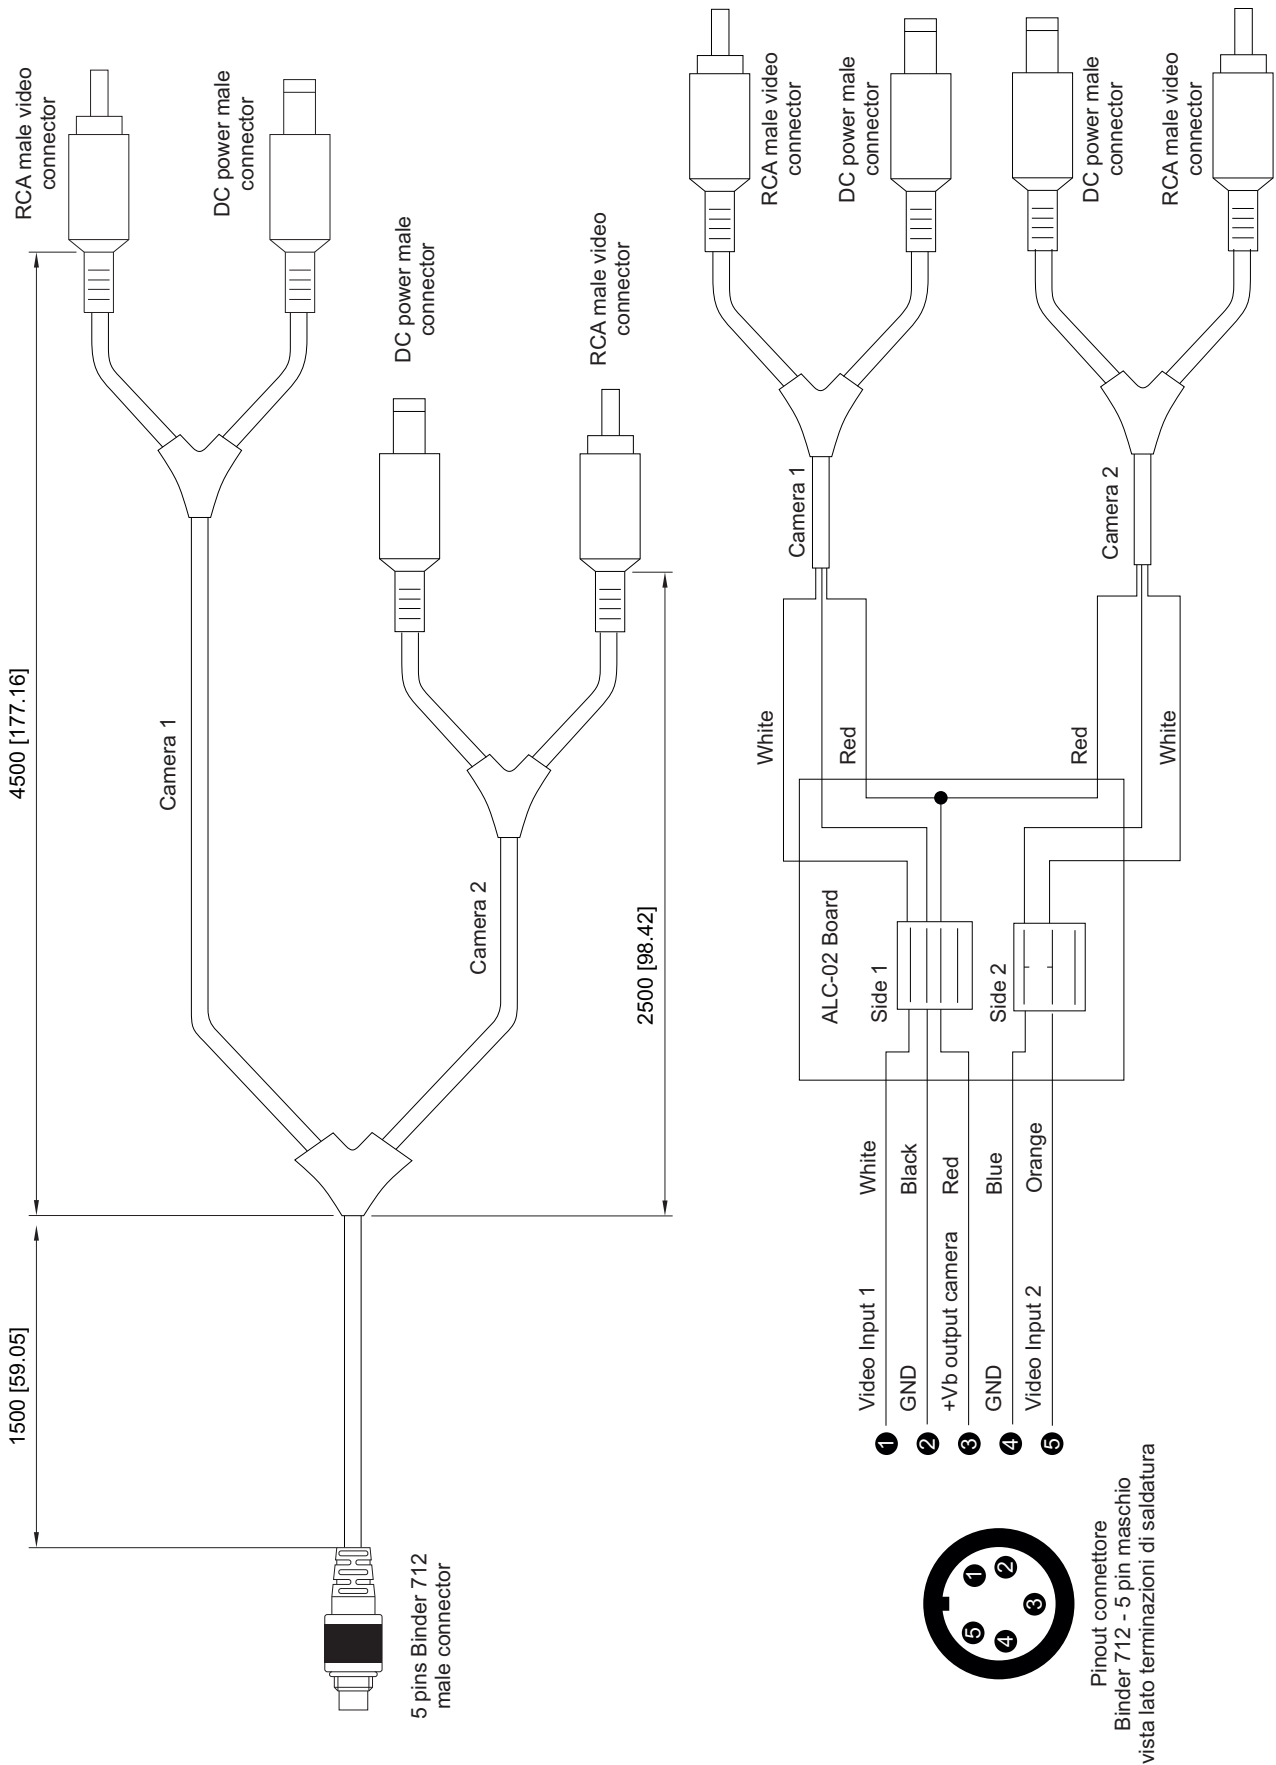 1500 [59.05]
4500 [177.16]
RCA male video
connector
DC power male
connector
Camera 1
5 pins Binder 712
male connector
DC power male
connector
Camera 2
RCA male video
connector
2500 [98.42]
RCA male video
connector
DC power male
connector
DC power male
connector
RCA male video
connector
Camera 1
Camera 2
White
Red
Red
White
ALC-02 Board
Side 1
Side 2
1 Video Input 1 White
2 GND Black
3 +Vb output camera Red
4 GND Blue
5 Video Input 2 Orange
5 1
4 2
3
Pinout connettore
Binder 712 - 5 pin maschio
vista lato terminazioni di saldatura